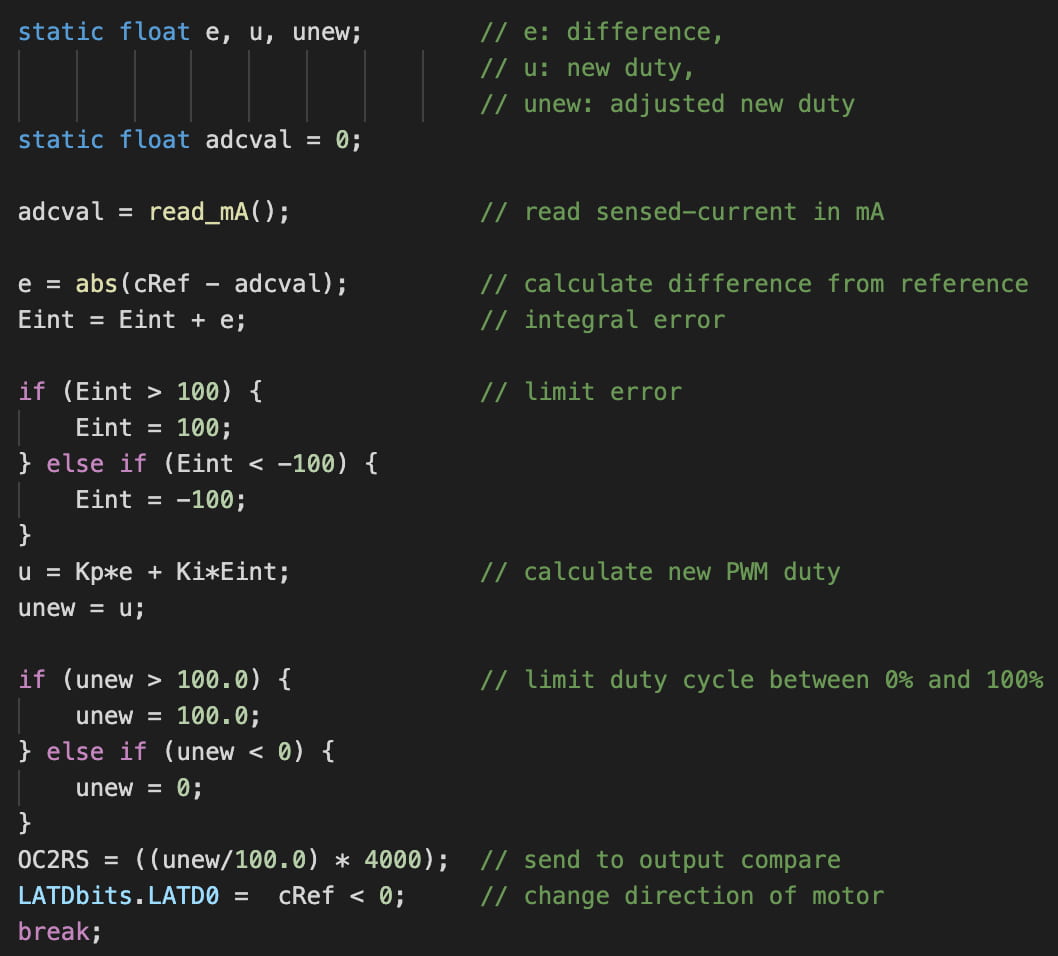 static float e, u, unew;        // e: difference,
                                // u: new duty,
                                // unew: adjusted new duty
static float adcval = 0;

adcval = read_mA();             // read sensed-current in mA

e = abs(cRef - adcval);         // calculate difference from reference
Eint = Eint + e;                // integral error

if (Eint > 100) {               // limit error
    Eint = 100;
} else if (Eint < -100) {
    Eint = -100;
}
u = Kp*e + Ki*Eint;             // calculate new PWM duty
unew = u;

if (unew > 100.0) {             // limit duty cycle between 0% and 100%
    unew = 100.0;
} else if (unew < 0) {
    unew = 0;
}
OC2RS = ((unew/100.0) * 4000);  // send to output compare
LATDbits.LATD0 =  cRef < 0;     // change direction of motor
break;